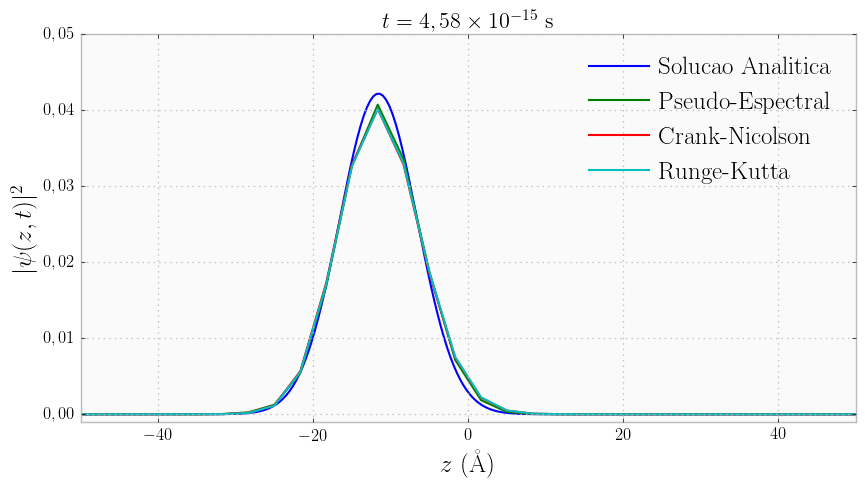 t = 4,58 × 10⁻¹⁵ s
0,05
0,04
0,03
0,02
0,01
0,00
|ψ(z, t)|²
Solucao Analitica
Pseudo-Espectral
Crank-Nicolson
Runge-Kutta
−40 −20 0 20 40
z (Å)